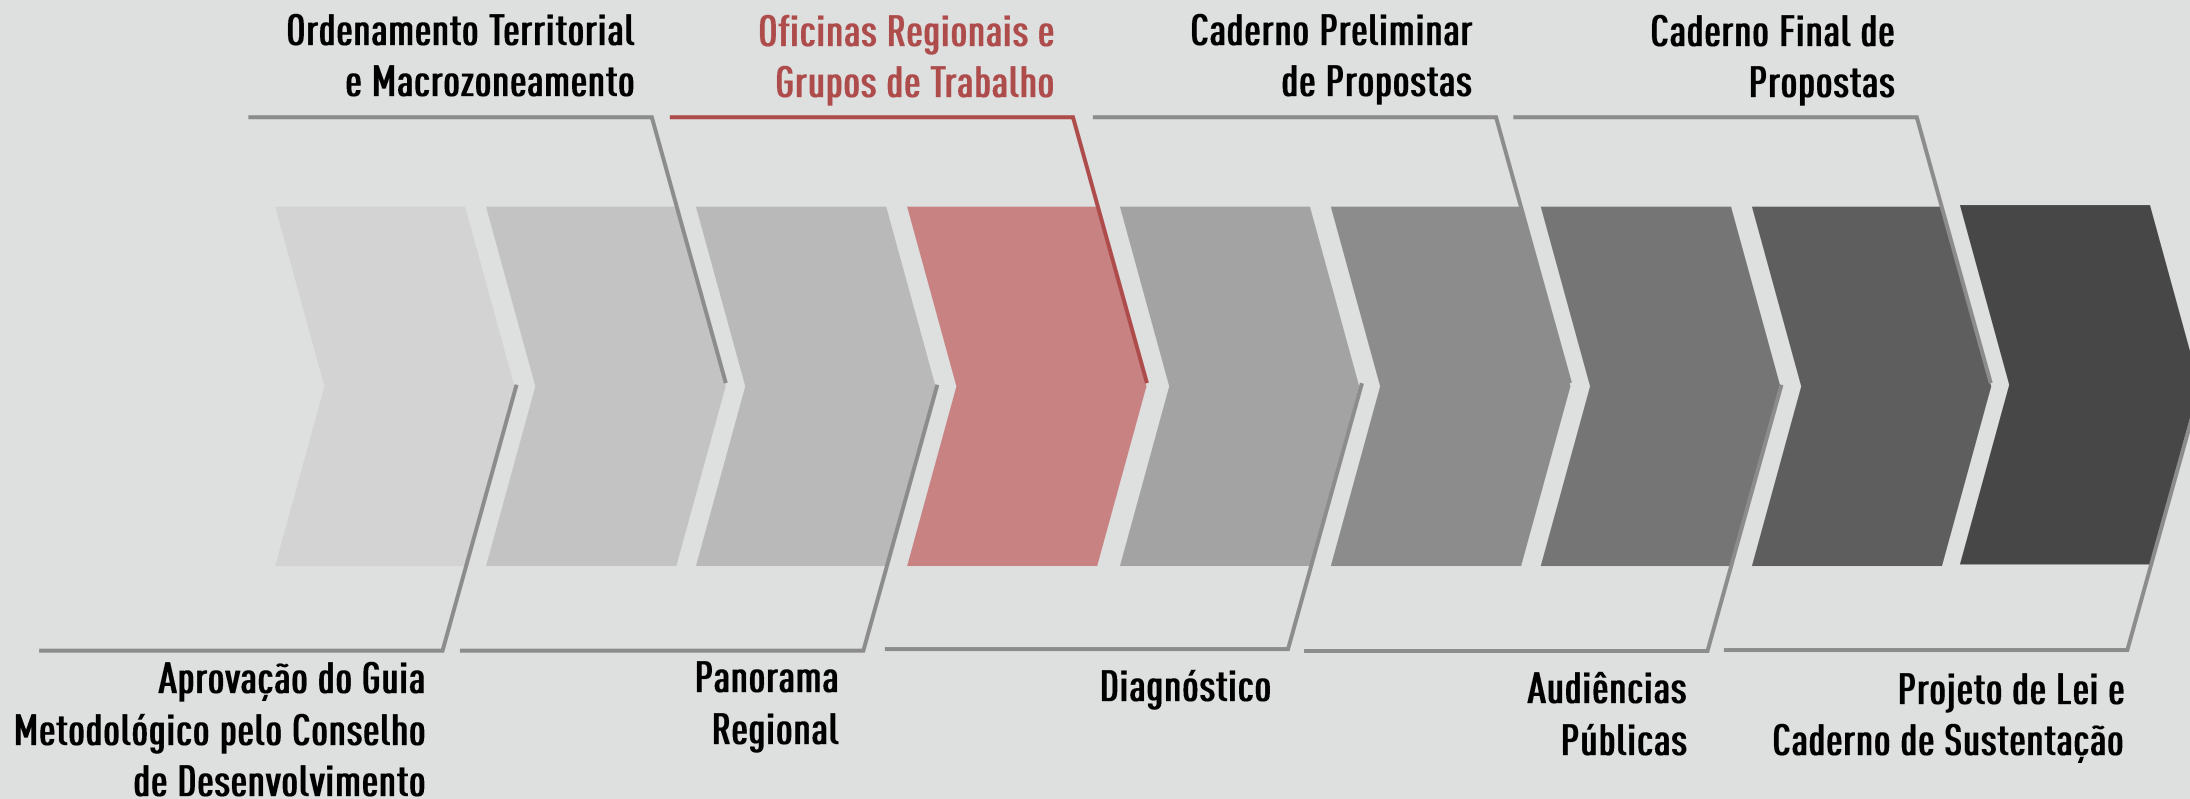 Ordenamento Territorial
e Macrozoneamento
Oficinas Regionais e
Grupos de Trabalho
Caderno Preliminar
de Propostas
Caderno Final de
Propostas
Aprovação do Guia
Metodológico pelo Conselho
de Desenvolvimento
Panorama
Regional
Diagnóstico
Audiências
Públicas
Projeto de Lei e
Caderno de Sustentação